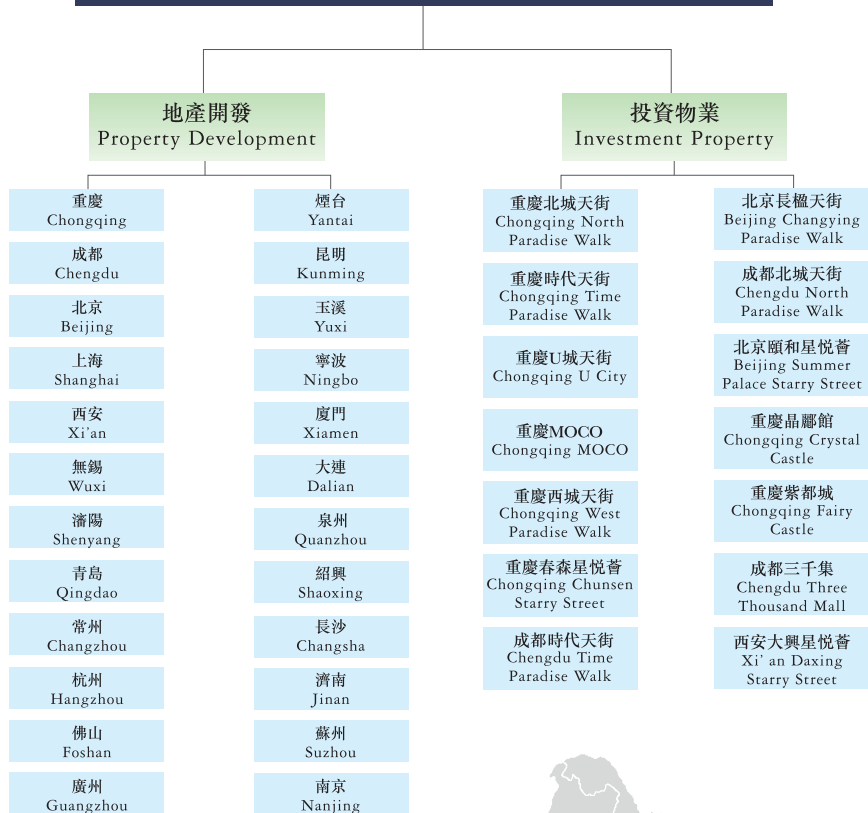 地產開發
Property Development
重慶
Chongqing
成都
Chengdu
北京
Beijing
上海
Shanghai
西安
Xi'an
無錫
Wuxi
瀋陽
Shenyang
青島
Qingdao
常州
Changzhou
杭州
Hangzhou
佛山
Foshan
廣州
Guangzhou
煙台
Yantai
昆明
Kunming
玉溪
Yuxi
寧波
Ningbo
廈門
Xiamen
大連
Dalian
泉州
Quanzhou
紹興
Shaoxing
長沙
Changsha
濟南
Jinan
蘇州
Suzhou
南京
Nanjing
投資物業
Investment Property
重慶北城天街
Chongqing North
Paradise Walk
重慶時代天街
Chongqing Time
Paradise Walk
重慶U城天街
Chongqing U City
重慶MOCO
Chongqing MOCO
重慶西城天街
Chongqing West
Paradise Walk
重慶春森星悦薈
Chongqing Chunsen
Starry Street
成都時代天街
Chengdu Time
Paradise Walk
北京長楹天街
Beijing Changying
Paradise Walk
成都北城天街
Chengdu North
Paradise Walk
北京頤和星悦薈
Beijing Summer
Palace Starry Street
重慶晶酈館
Chongqing Crystal
Castle
重慶紫都城
Chongqing Fairy
Castle
成都三千集
Chengdu Three
Thousand Mall
西安大興星悦薈
Xi' an Daxing
Starry Street